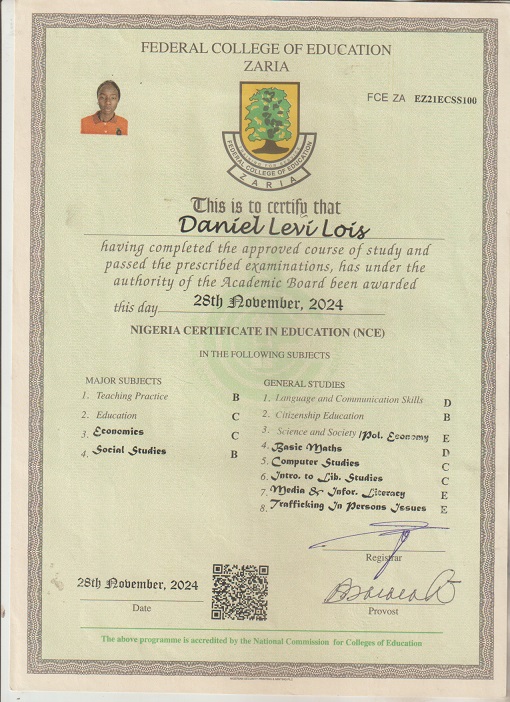 FEDERAL COLLEGE OF EDUCATION
ZARIA
FCE ZA EZ21ECSS100
FEDERAL COLLEGE OF EDUCATION
ZARIA
This is to certify that
Daniel Levi Lois
having completed the approved course of study and
passed the prescribed examinations, has under the
authority of the Academic Board been awarded
this day 28th November, 2024
NIGERIA CERTIFICATE IN EDUCATION (NCE)
IN THE FOLLOWING SUBJECTS
MAJOR SUBJECTS
1. Teaching Practice B
2. Education C
3. Economics C
4. Social Studies B
GENERAL STUDIES
1. Language and Communication Skills D
2. Citizenship Education B
3. Science and Society /Pol. Economy E
4. Basic Maths D
5. Computer Studies C
6. Intro. to Lib. Studies C
7. Media & Infor. Literacy E
8. Trafficking In Persons Issues E
Registrar
28th November, 2024
Date
Provost
The above programme is accredited by the National Commission for Colleges of Education